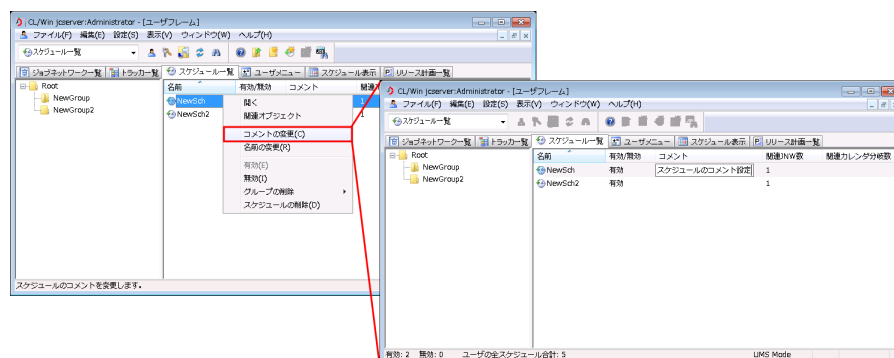 CL/Win jcserver:Administrator - [ユーザフレーム]
ファイル(F) 編集(E) 設定(S) 表示(V) ウィンドウ(W) ヘルプ(H)
スケジュール一覧
ジョブネットワーク一覧 トラッカー一覧 スケジュール一覧 ユーザメニュー スケジュール表示 リリース計画一覧
Root
NewGroup
NewGroup2
名前 有効/無効 コメント
NewSch 1
NewSch2 1
開く
関連オブジェクト
コメントの変更(C)
名前の変更(R)
有効(E)
無効(I)
グループの削除
スケジュールの削除(D)
スケジュールのコメントを変更します。
CL/Win jcserver:Administrator - [ユーザフレーム]
ファイル(F) 編集(E) 設定(S) 表示(V) ウィンドウ(W) ヘルプ(H)
スケジュール一覧
ジョブネットワーク一覧 トラッカー一覧 スケジュール一覧 ユーザメニュー スケジュール表示 リリース計画一覧
Root
NewGroup
NewGroup2
名前 有効/無効 コメント 関連JNW数 関連カレンダ分岐数
NewSch 有効 スケジュールのコメント設定 1
NewSch2 有効 1
有効: 2 無効: 0 ユーザの全スケジュール合計: 5 UMS Mode